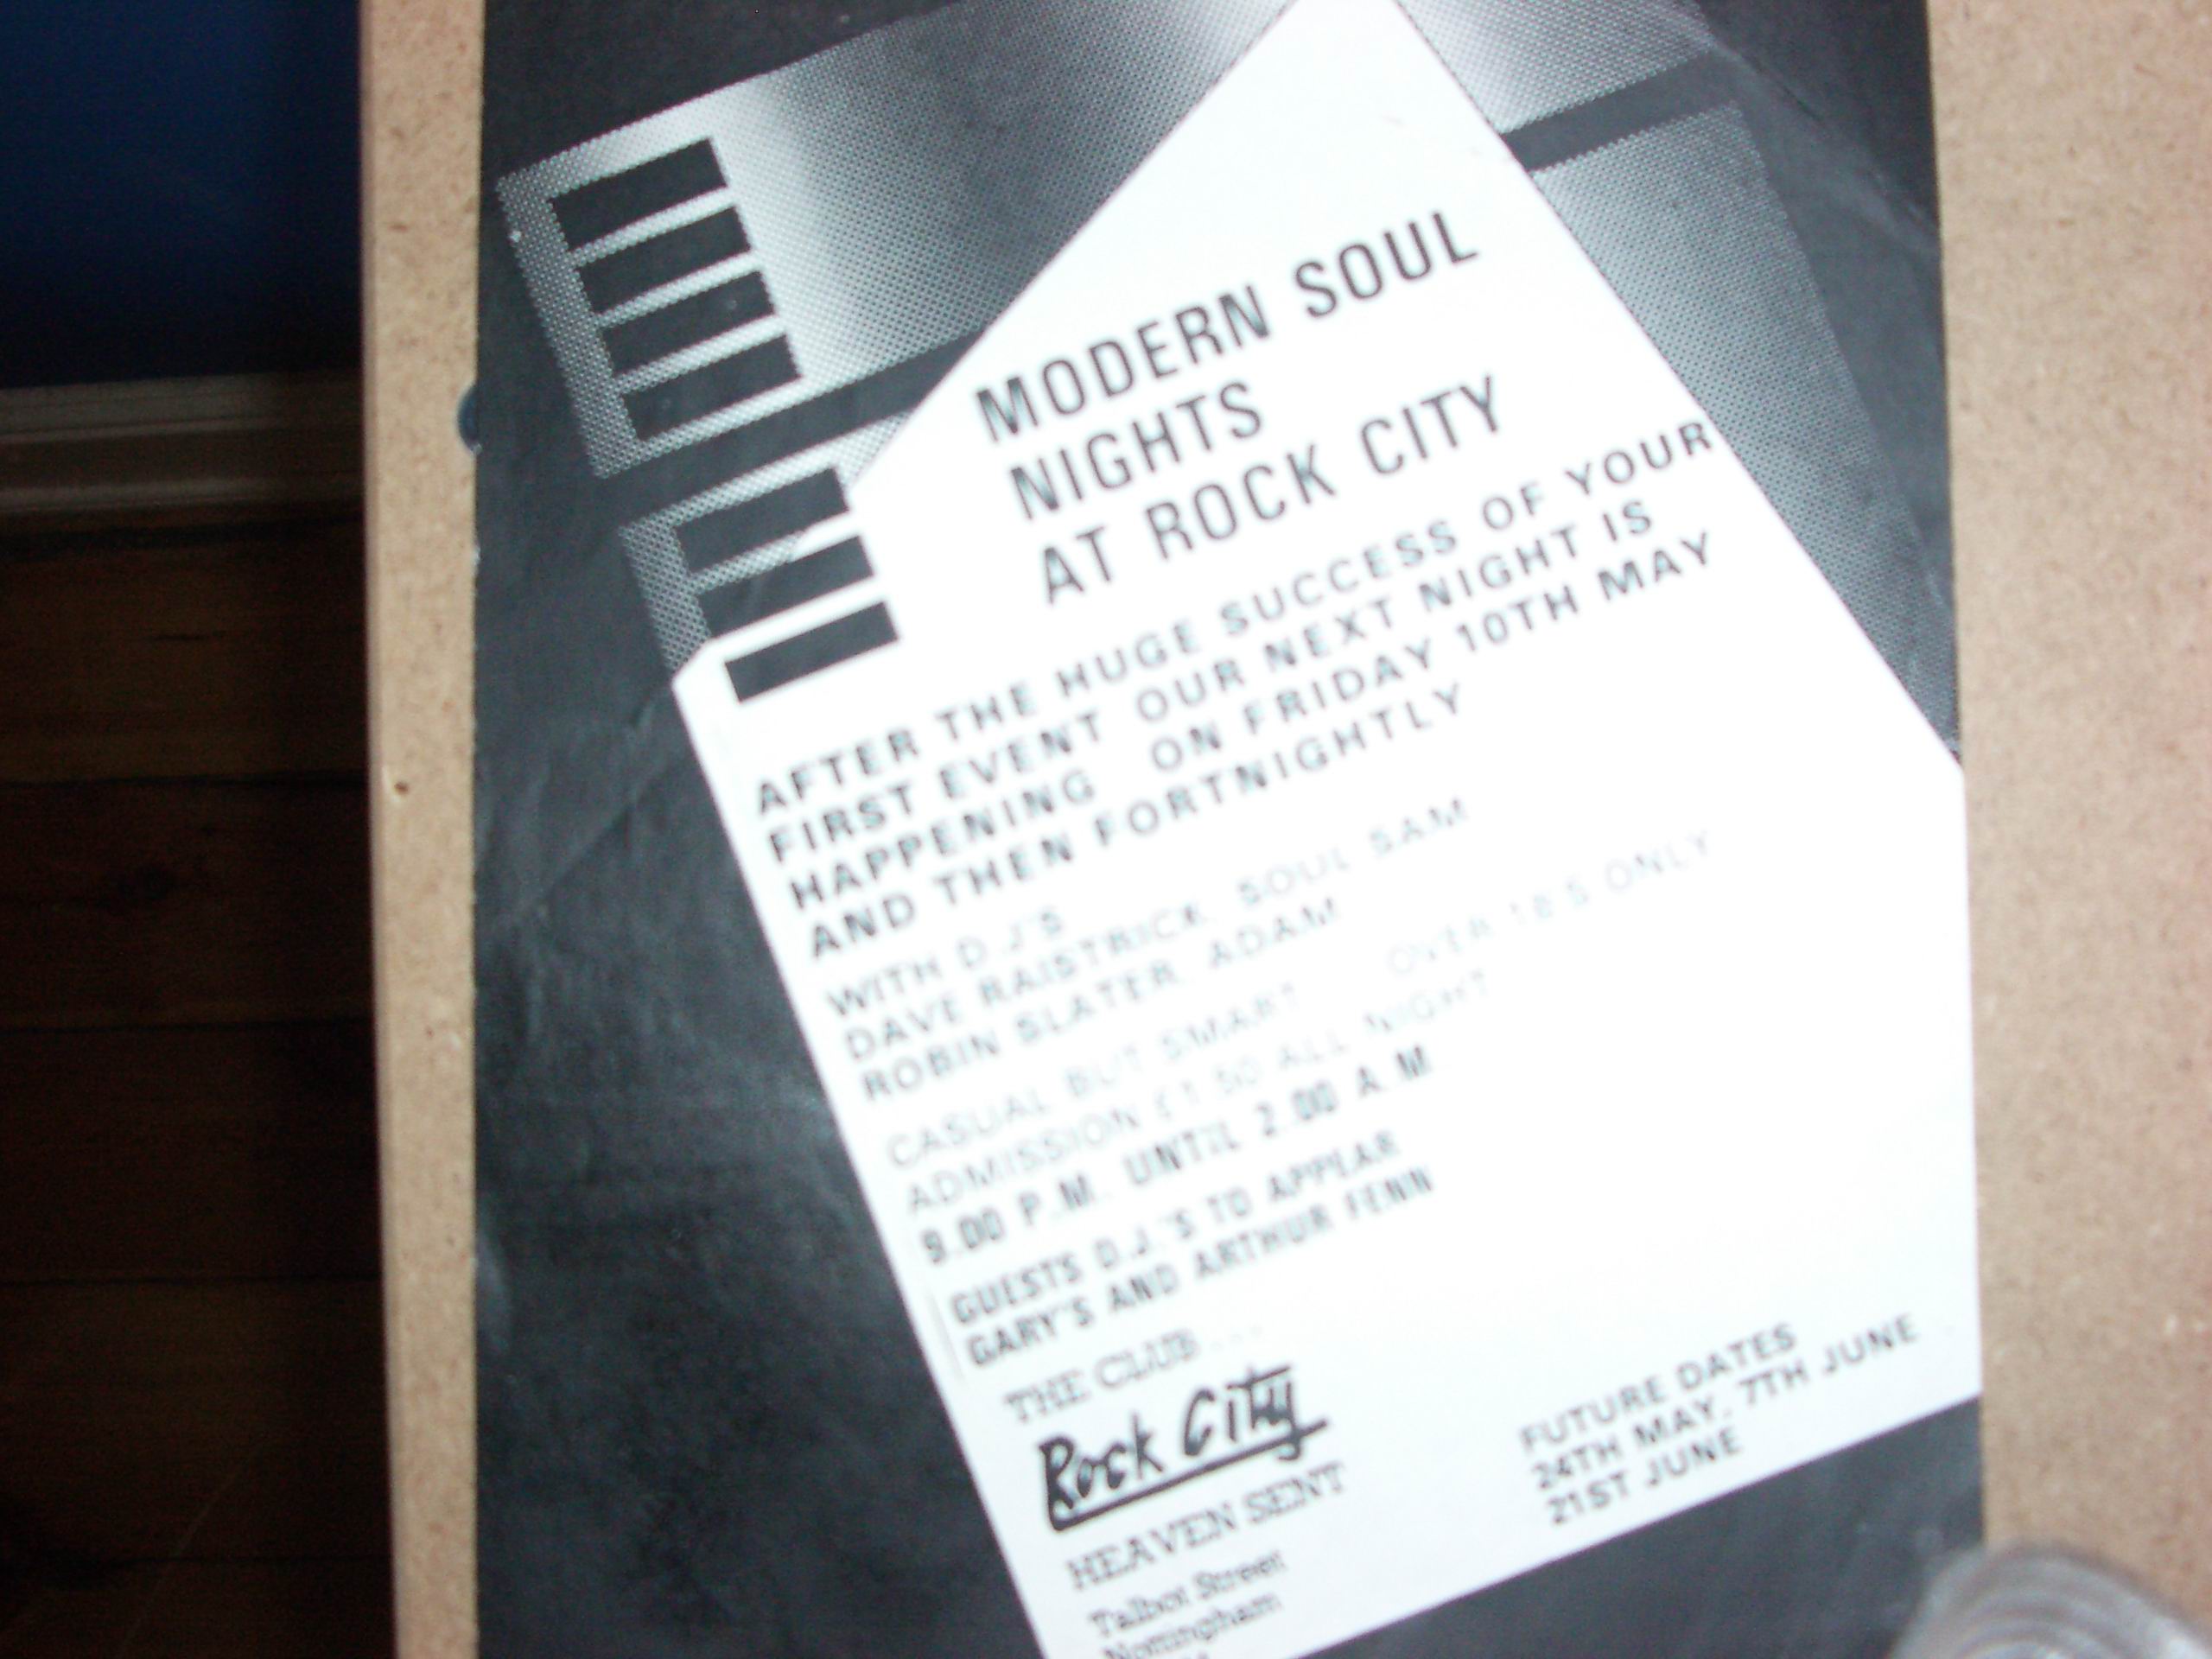 MODERN SOUL
NIGHTS
AT ROCK CITY
AFTER THE HUGE SUCCESS OF YOUR
FIRST EVENT OUR NEXT NIGHT IS
HAPPENING ON FRIDAY 10TH MAY
AND THEN FORTNIGHTLY
WITH D.J'S
DAVE RAISTRICK, SOUL SAM
ROBIN SLATER, ADAM
CASUAL BUT SMART OVER 18'S ONLY
ADMISSION £1.50 ALL NIGHT
9.00 P.M. UNTIL 2.00 A.M
GUESTS D.J.'S TO APPEAR
GARY'S AND ARTHUR FENN
THE CLUB ...
Rock City
HEAVEN SENT
Talbot Street
Nottingham
FUTURE DATES
24TH MAY, 7TH JUNE
21ST JUNE